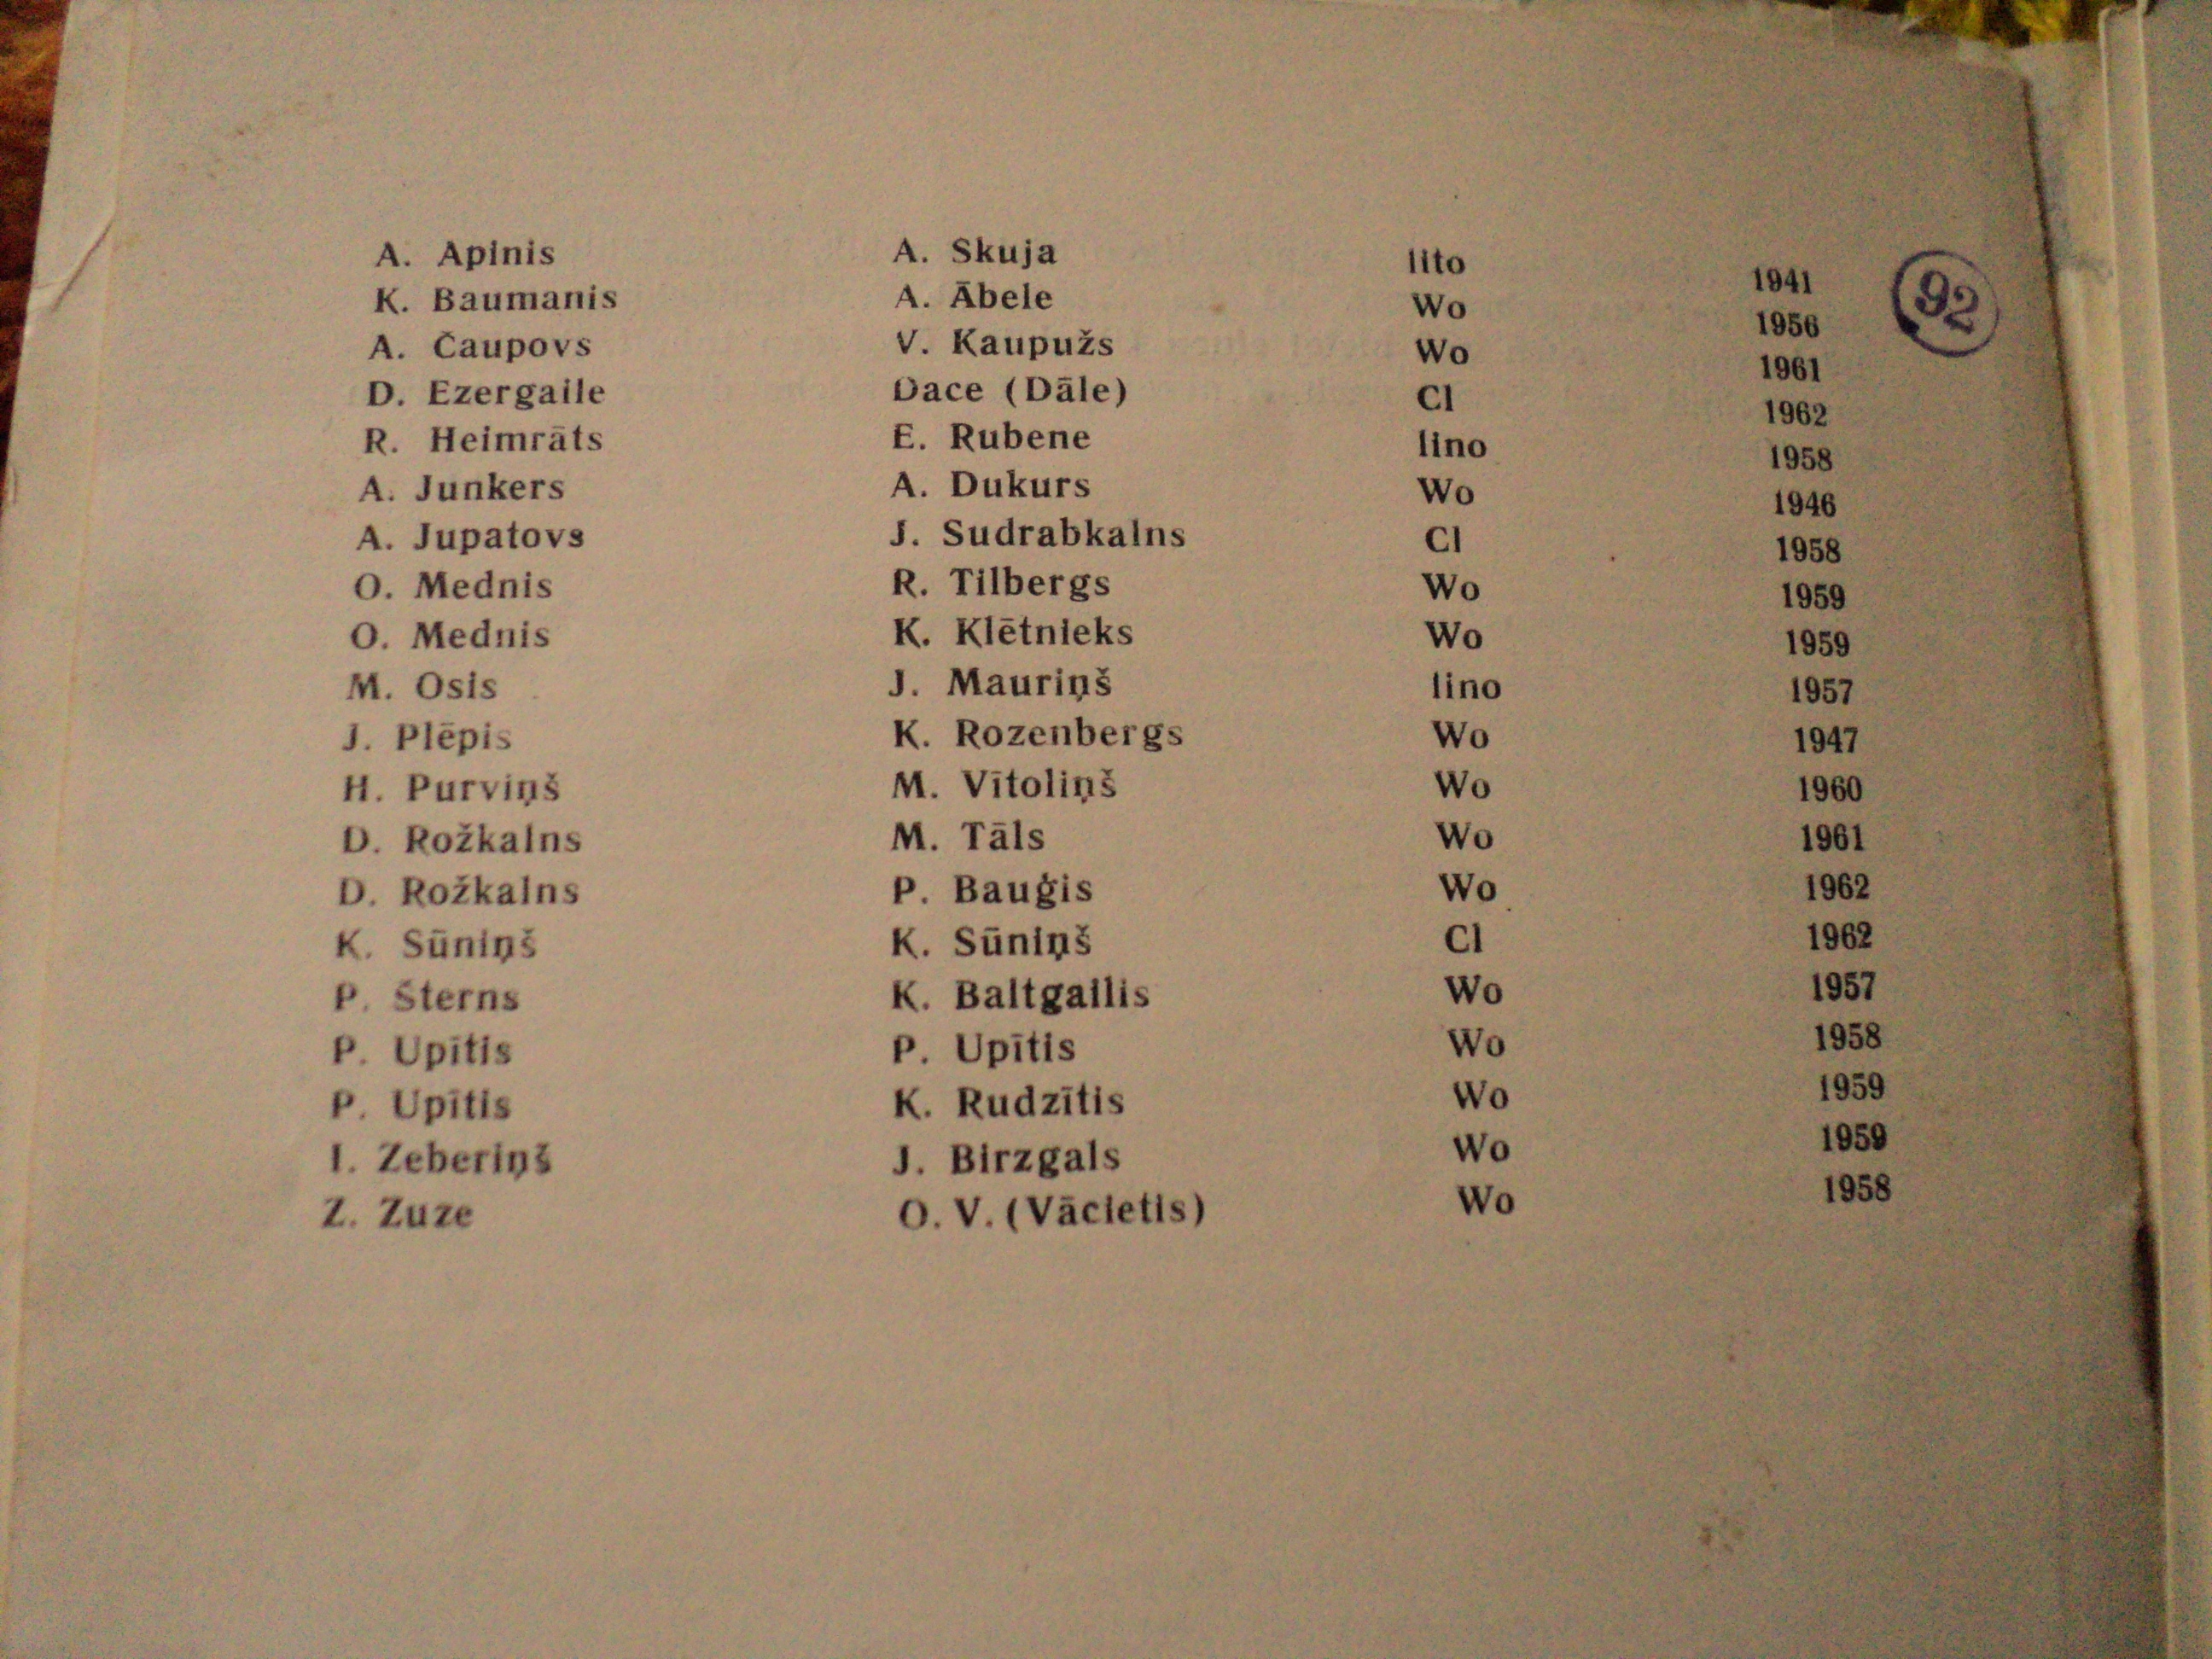 A. Apinis A. Skuja lito 1941
K. Baumanis A. Ābele Wo 1956
A. Čaupovs V. Kaupužs Wo 1961
D. Ezergaile Dace (Dāle) Cl 1962
R. Heimrāts E. Rubene lino 1958
A. Junkers A. Dukurs Wo 1946
A. Jupatovs J. Sudrabkalns Cl 1958
O. Mednis R. Tilbergs Wo 1959
O. Mednis K. Klētnieks Wo 1959
M. Osis J. Mauriņš lino 1957
J. Plēpis K. Rozenbergs Wo 1947
H. Purviņš M. Vītoliņš Wo 1960
D. Rožkalns M. Tāls Wo 1961
D. Rožkalns P. Bauģis Wo 1962
K. Sūniņš K. Sūniņš Cl 1962
P. Šterns K. Baltgailis Wo 1957
P. Upītis P. Upītis Wo 1958
P. Upītis K. Rudzītis Wo 1959
I. Zeberiņš J. Birzgals Wo 1959
Z. Zuze O. V. (Vācietis) Wo 1958
92